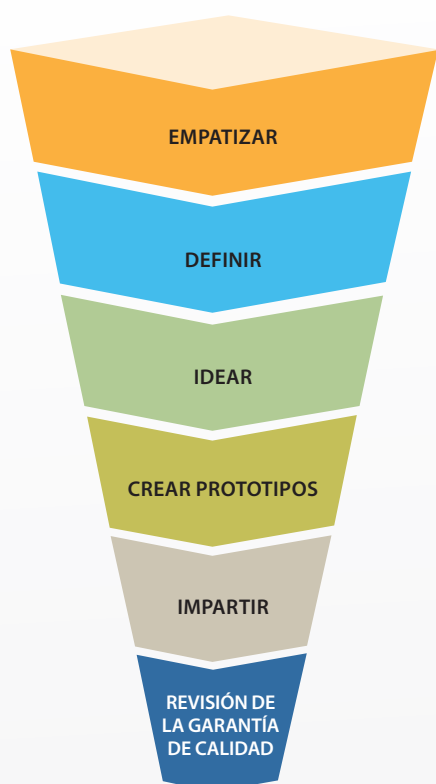 EMPATIZAR
DEFINIR
IDEAR
CREAR PROTOTIPOS
IMPARTIR
REVISIÓN DE
LA GARANTÍA
DE CALIDAD